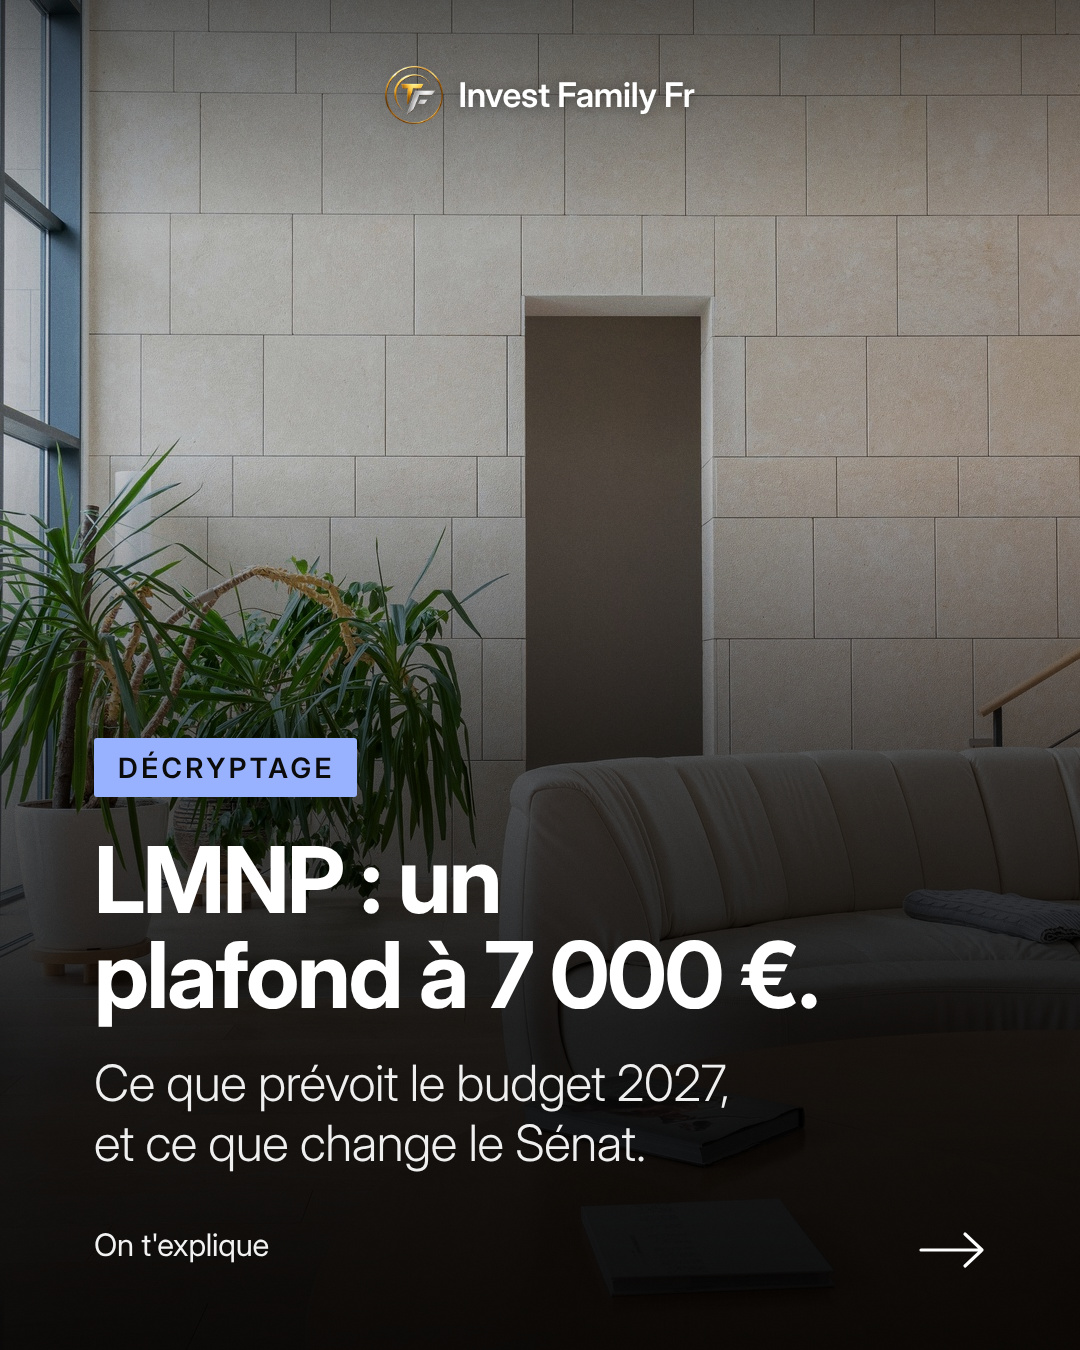 Invest Family Fr
DÉCRYPTAGE
LMNP : un
plafond à 7 000 €.
Ce que prévoit le budget 2027,
et ce que change le Sénat.
On t'explique